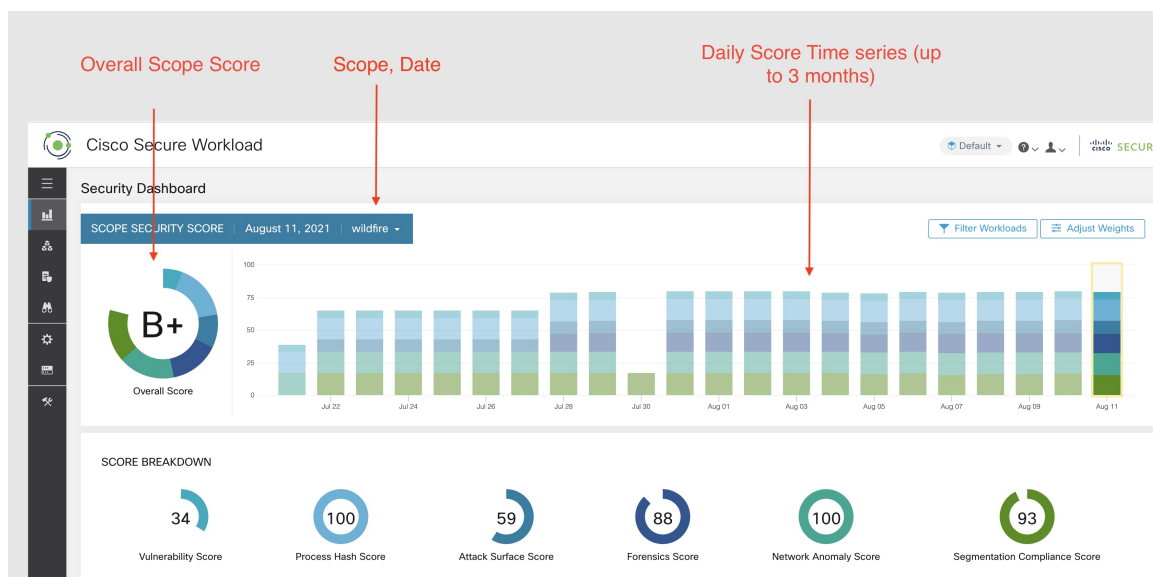 Overall Scope Score
Scope, Date
Daily Score Time series (up
to 3 months)
Cisco Secure Workload
Default
cisco SECUR
Security Dashboard
SCOPE SECURITY SCORE | August 11, 2021 | wildfire
Filter Workloads
Adjust Weights
B+
Overall Score
100
75
50
25
0
Jul 22
Jul 24
Jul 26
Jul 28
Jul 30
Aug 01
Aug 03
Aug 05
Aug 07
Aug 09
Aug 11
SCORE BREAKDOWN
34
100
59
88
100
93
Vulnerability Score
Process Hash Score
Attack Surface Score
Forensics Score
Network Anomaly Score
Segmentation Compliance Score